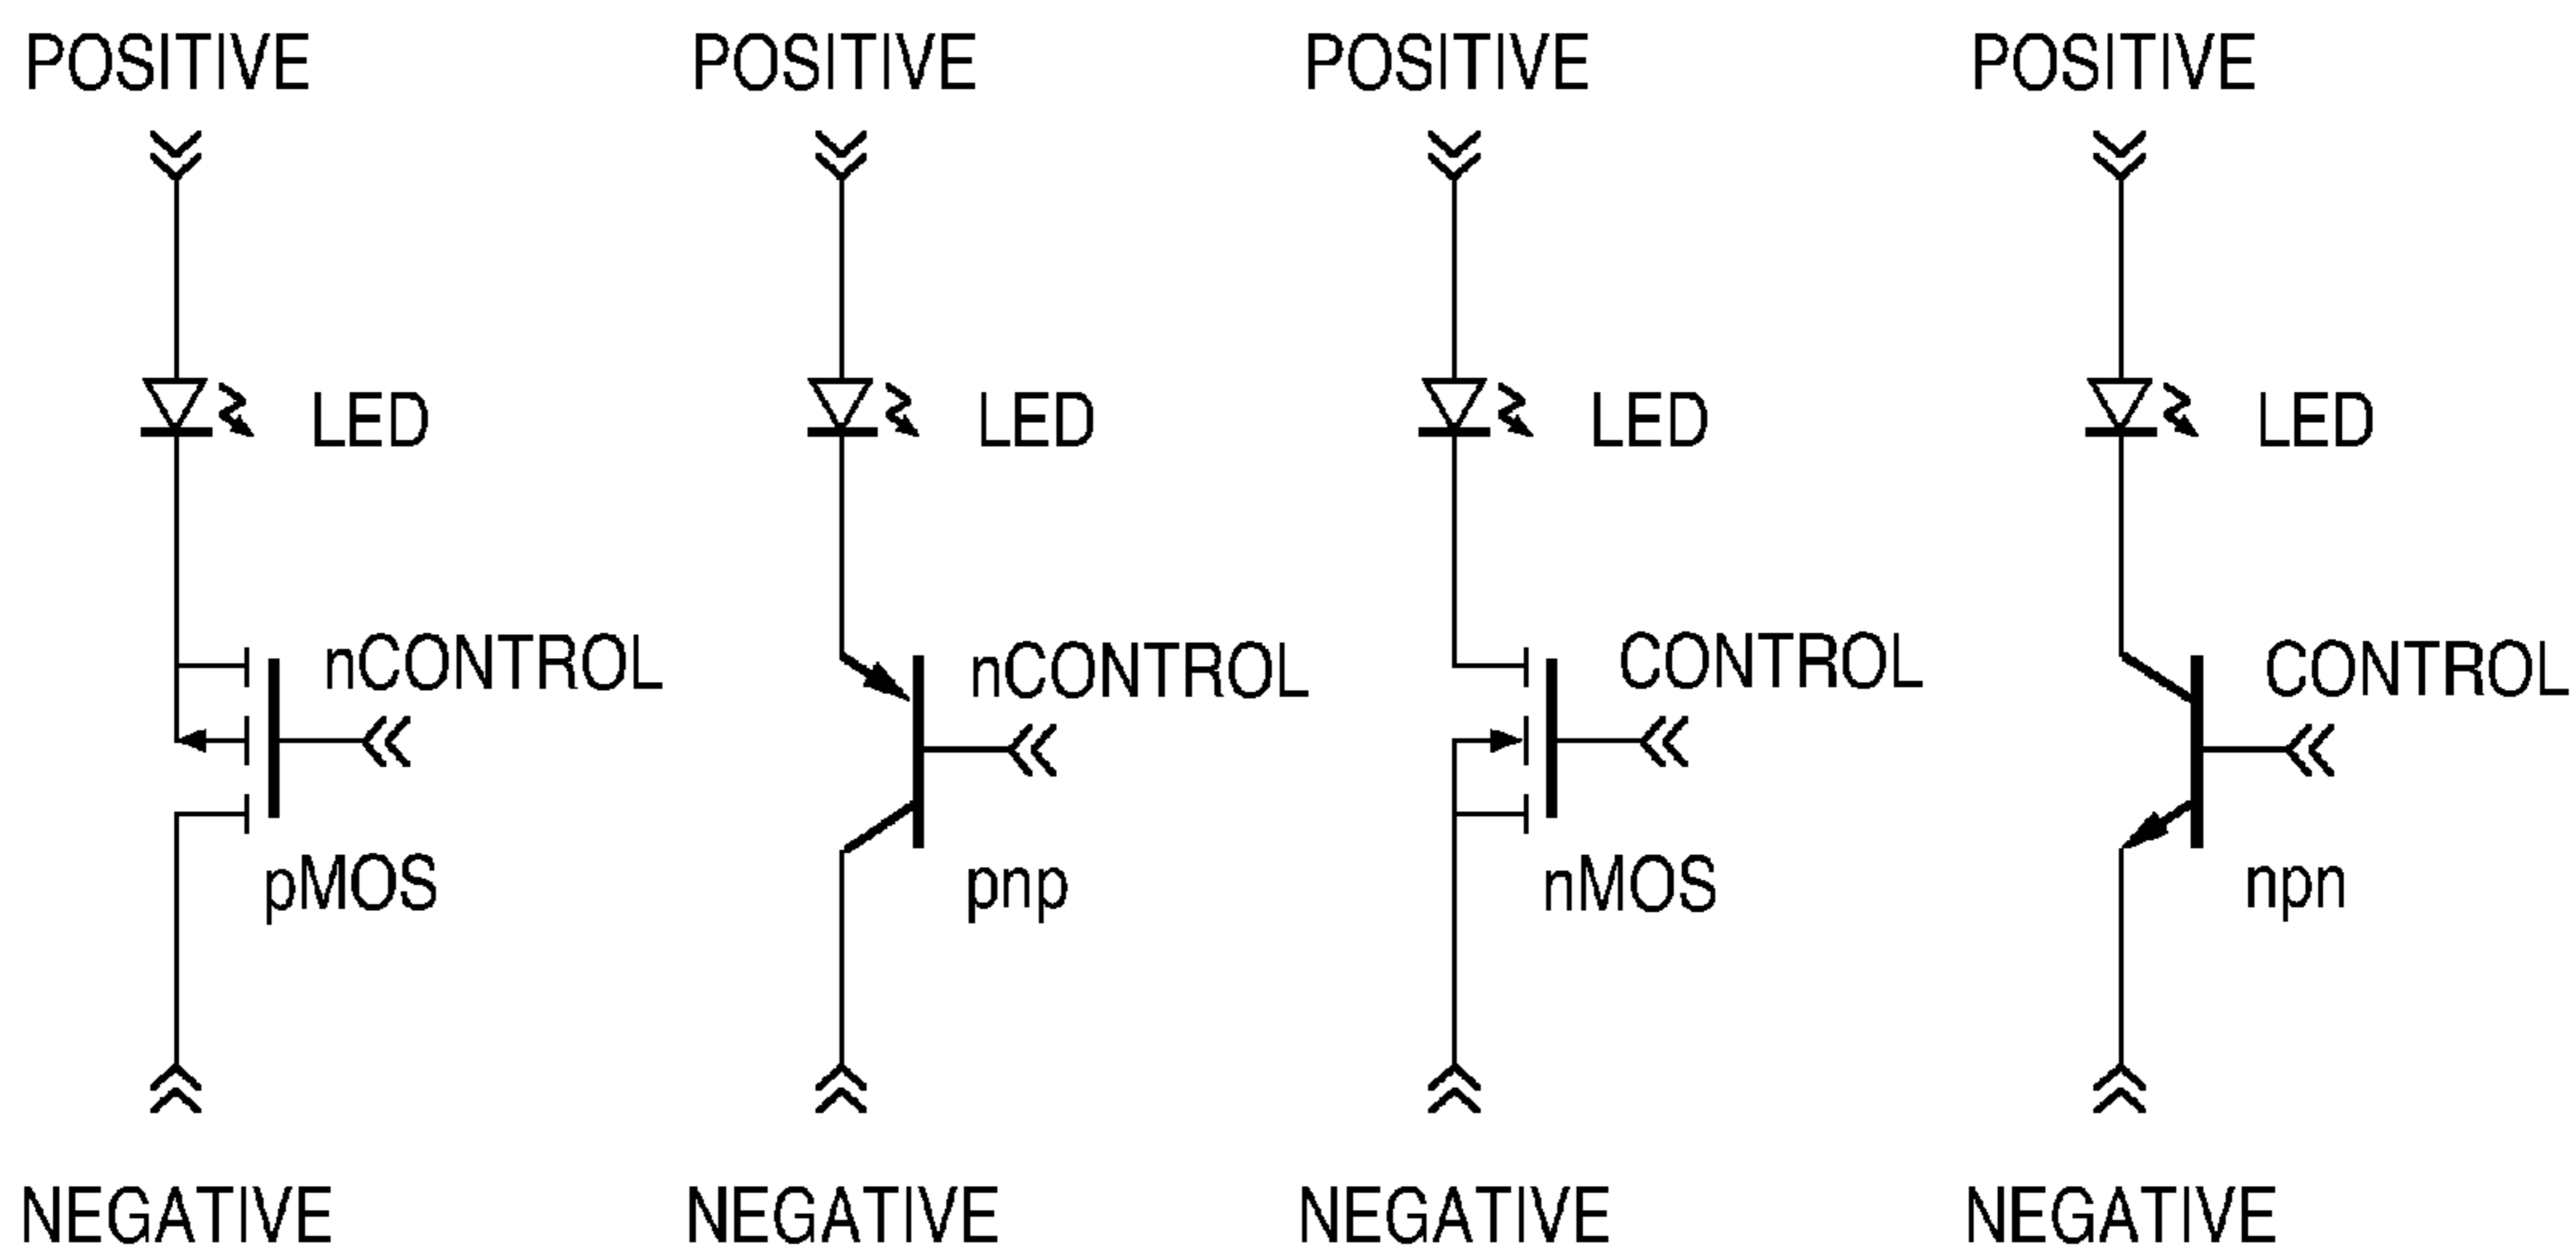 POSITIVE POSITIVE POSITIVE POSITIVE
LED LED LED LED
nCONTROL nCONTROL CONTROL CONTROL
pMOS pnp nMOS npn
NEGATIVE NEGATIVE NEGATIVE NEGATIVE